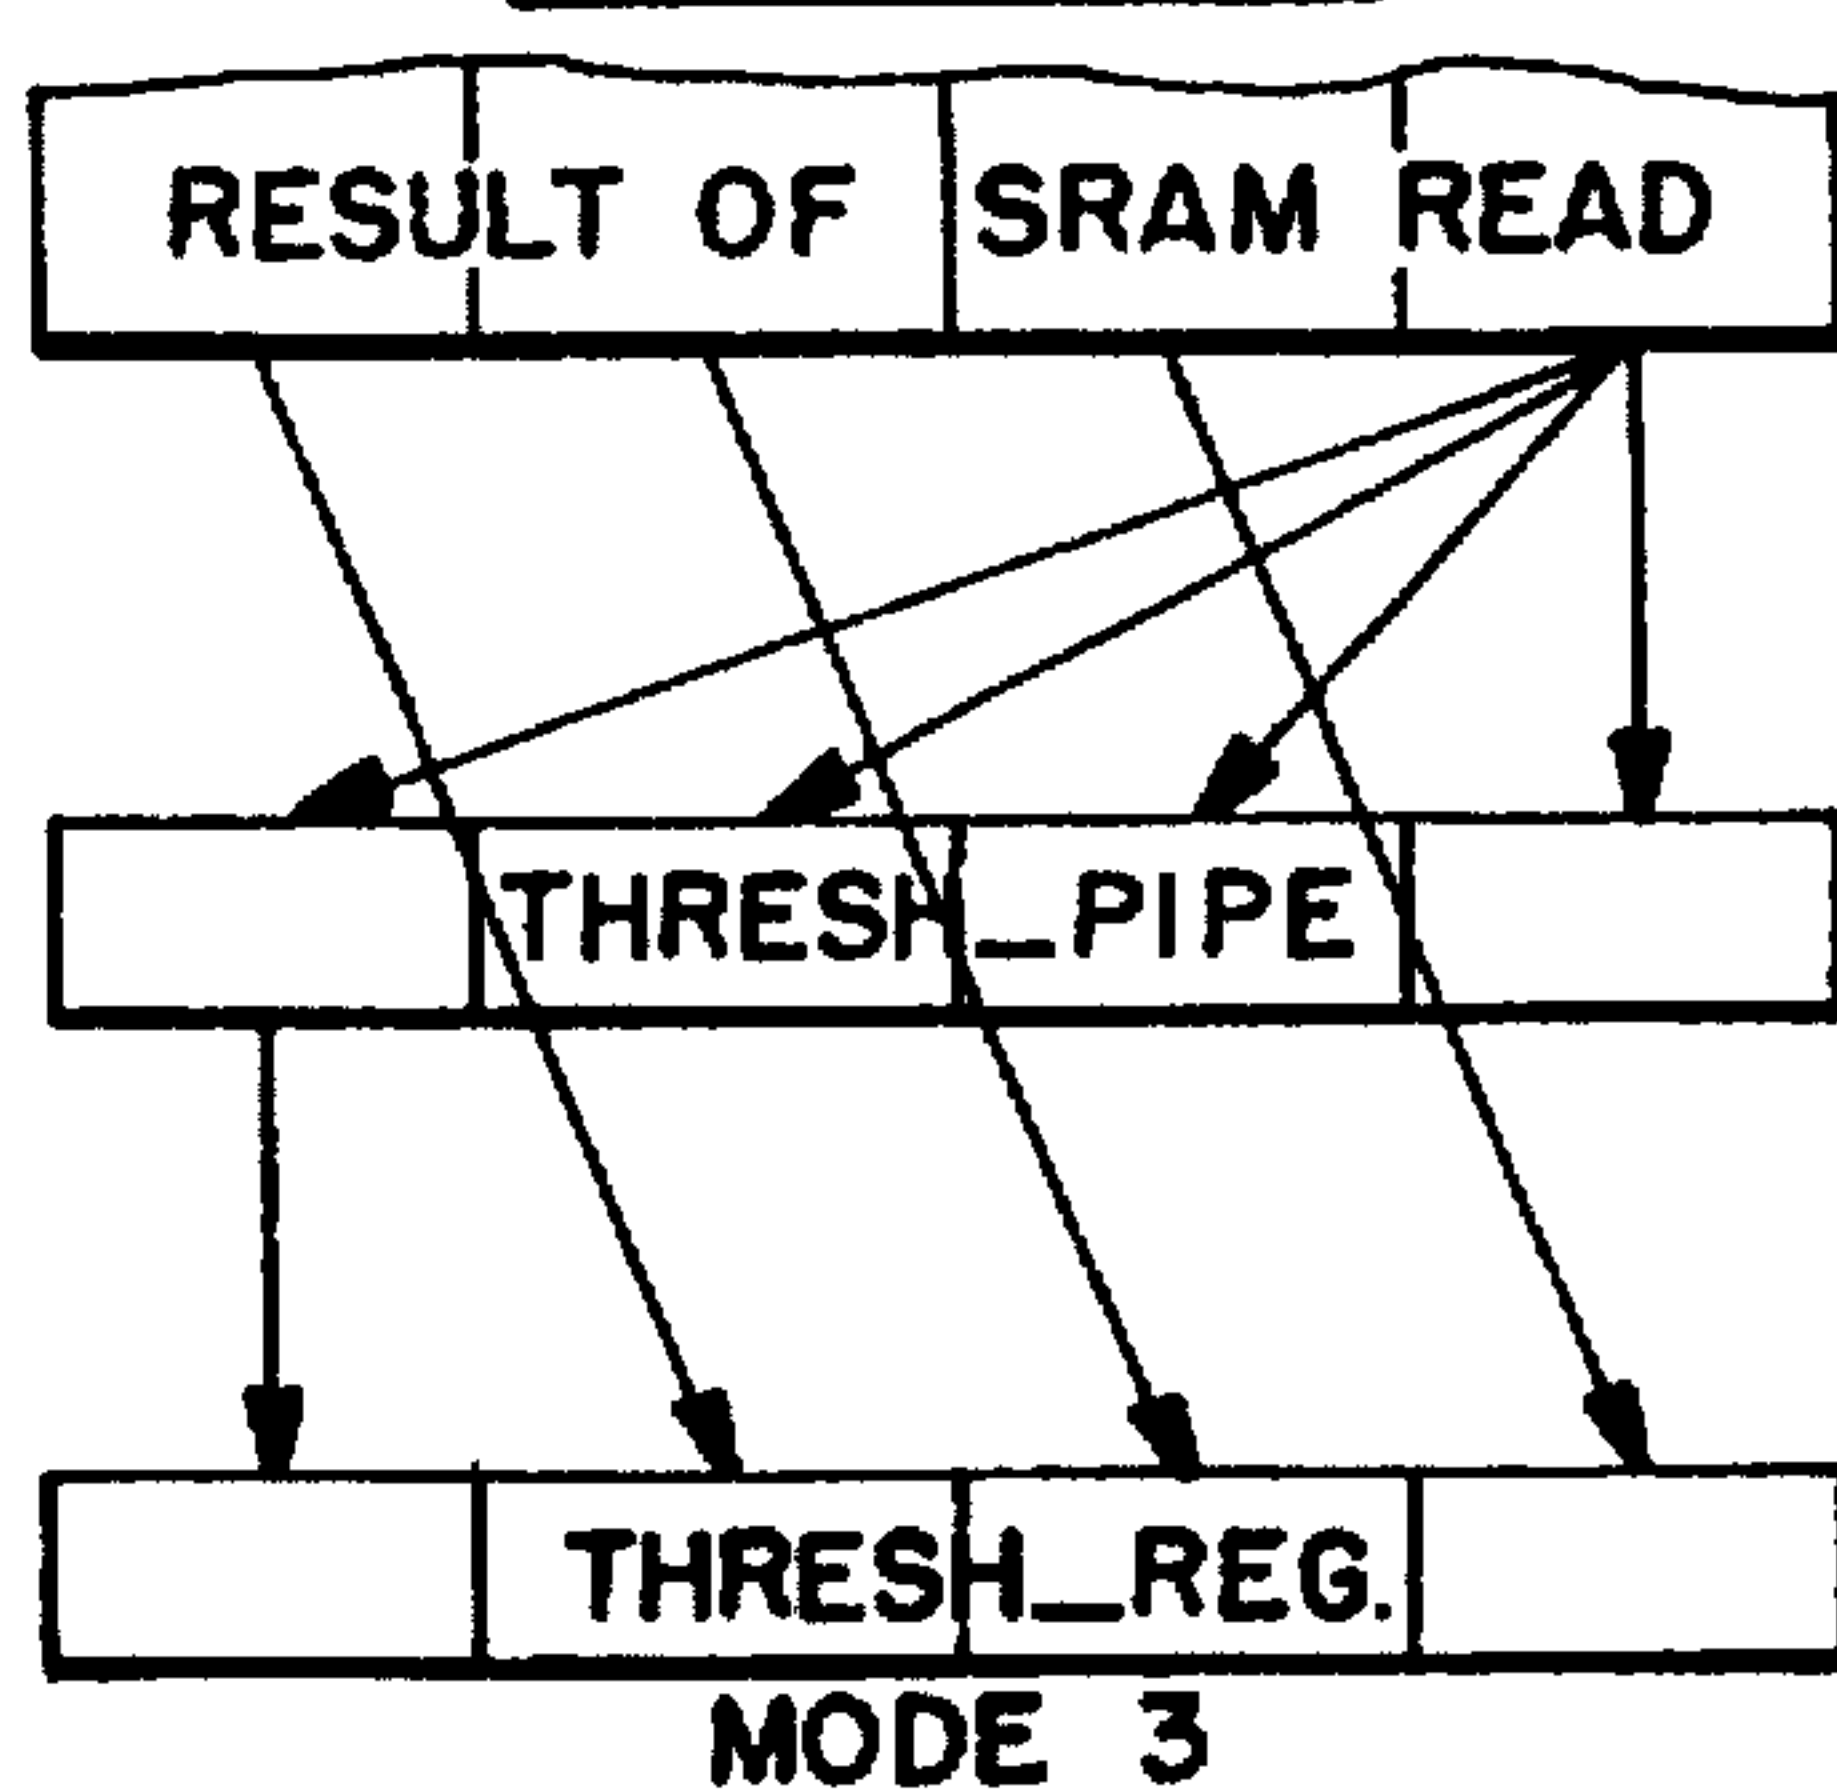 RESULT OF SRAM READ
THRESH_PIPE
THRESH_REG.
MODE 3